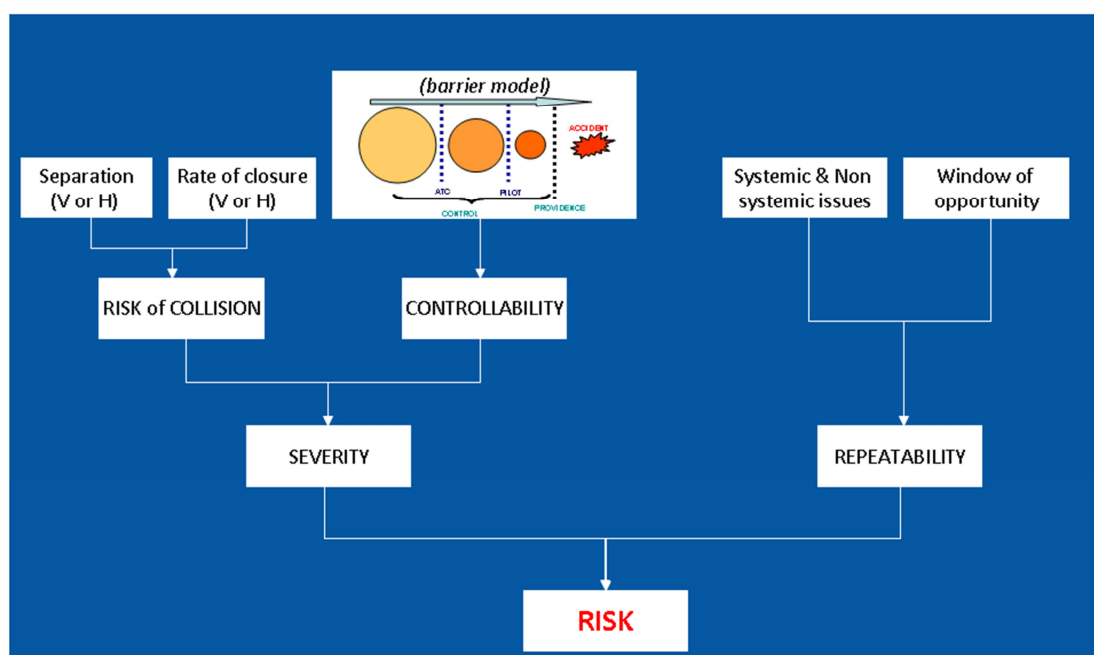 (barrier model)
ACCIDENT
ATC
PILOT
CONTROL
PROVIDENCE
Separation
(V or H)
Rate of closure
(V or H)
Systemic & Non
systemic issues
Window of
opportunity
RISK of COLLISION
CONTROLLABILITY
SEVERITY
REPEATABILITY
RISK